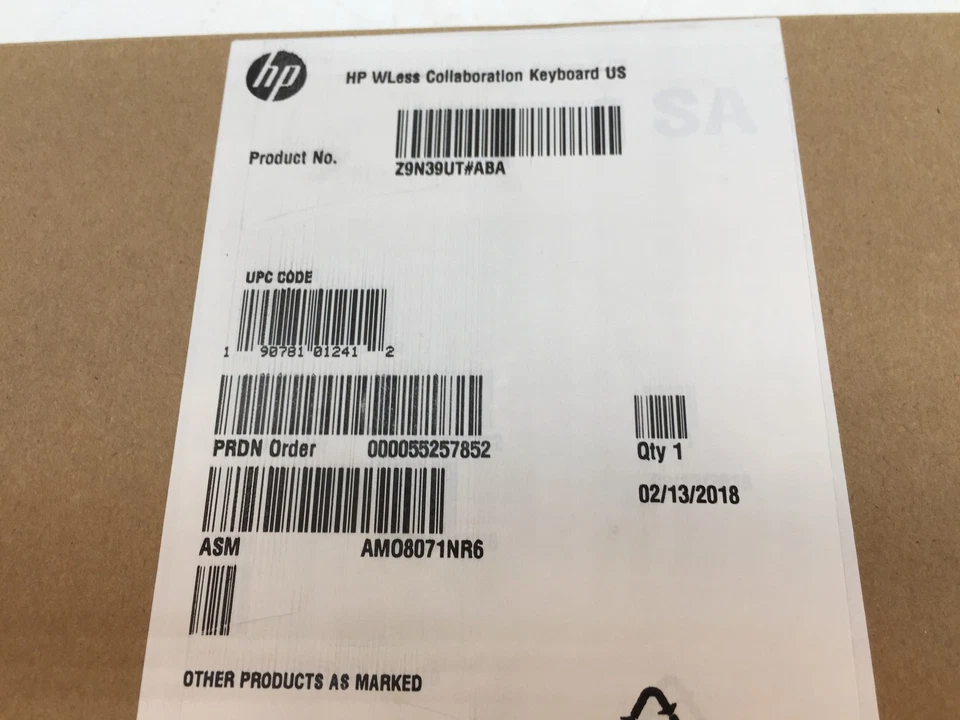 hp
HP WLess Collaboration Keyboard US
SA
Product No.
Z9N39UT#ABA
UPC CODE
1 90781 01241 2
PRDN Order 000055257852
Qty 1
02/13/2018
ASM AMO8071NR6
OTHER PRODUCTS AS MARKED